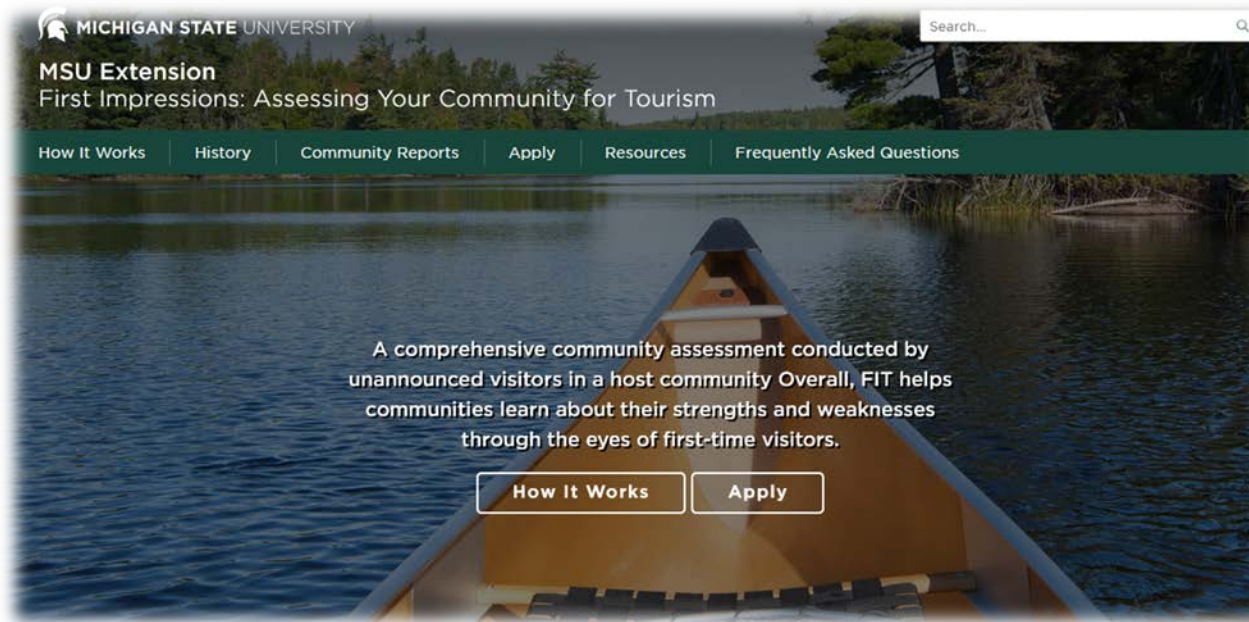 MICHIGAN STATE UNIVERSITY
Search...
MSU Extension
First Impressions: Assessing Your Community for Tourism
How It Works
History
Community Reports
Apply
Resources
Frequently Asked Questions
A comprehensive community assessment conducted by
unannounced visitors in a host community Overall, FIT helps
communities learn about their strengths and weaknesses
through the eyes of first-time visitors.
How It Works
Apply